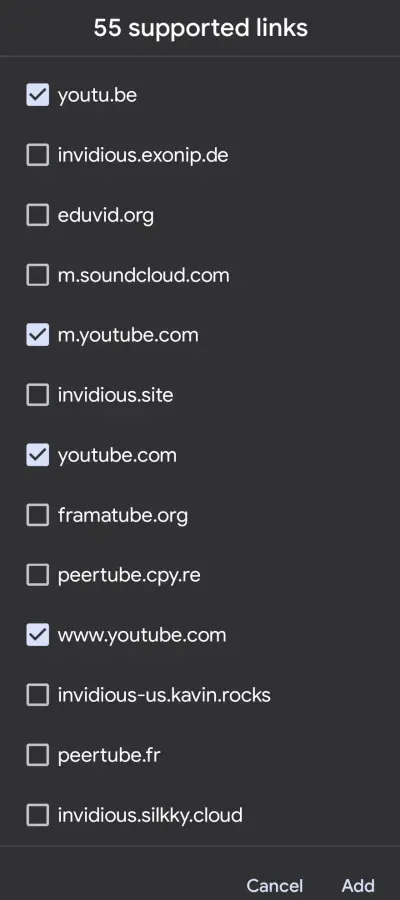 55 supported links
youtu.be
invidious.exonip.de
eduvid.org
m.soundcloud.com
m.youtube.com
invidious.site
youtube.com
framatube.org
peertube.cpy.re
www.youtube.com
invidious-us.kavin.rocks
peertube.fr
invidious.silkky.cloud
Cancel Add